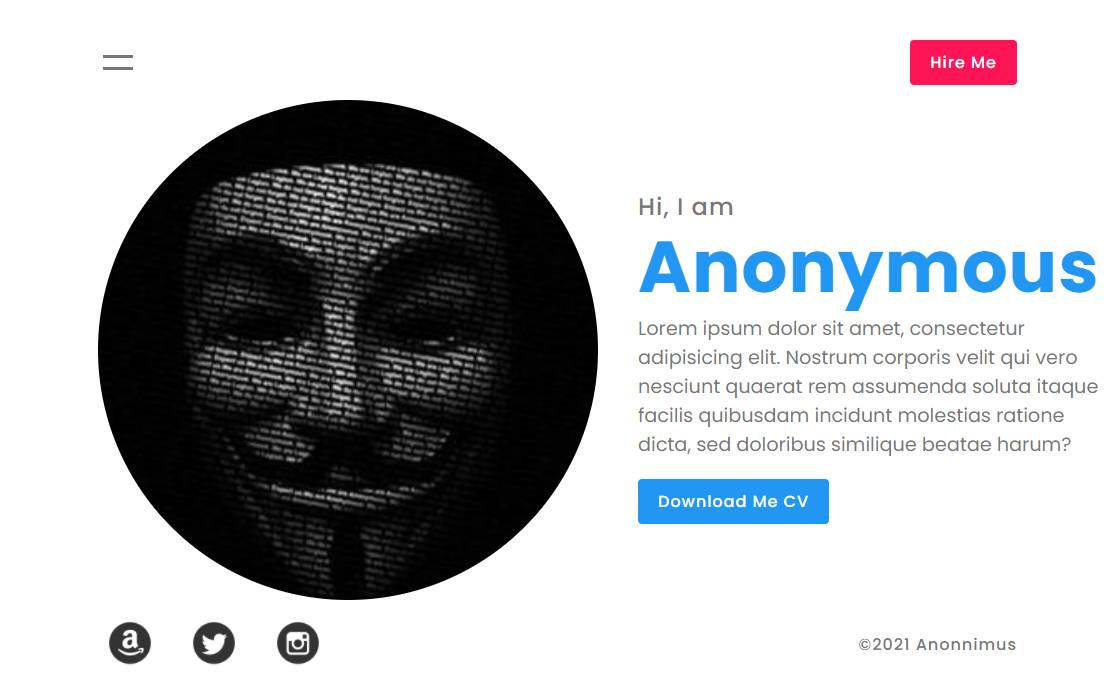 Hire Me
Hi, I am
Anonymous
Lorem ipsum dolor sit amet, consectetur
adipisicing elit. Nostrum corporis velit qui vero
nesciunt quaerat rem assumenda soluta itaque
facilis quibusdam incidunt molestias ratione
dicta, sed doloribus similique beatae harum?
Download Me CV
©2021 Anonnimus